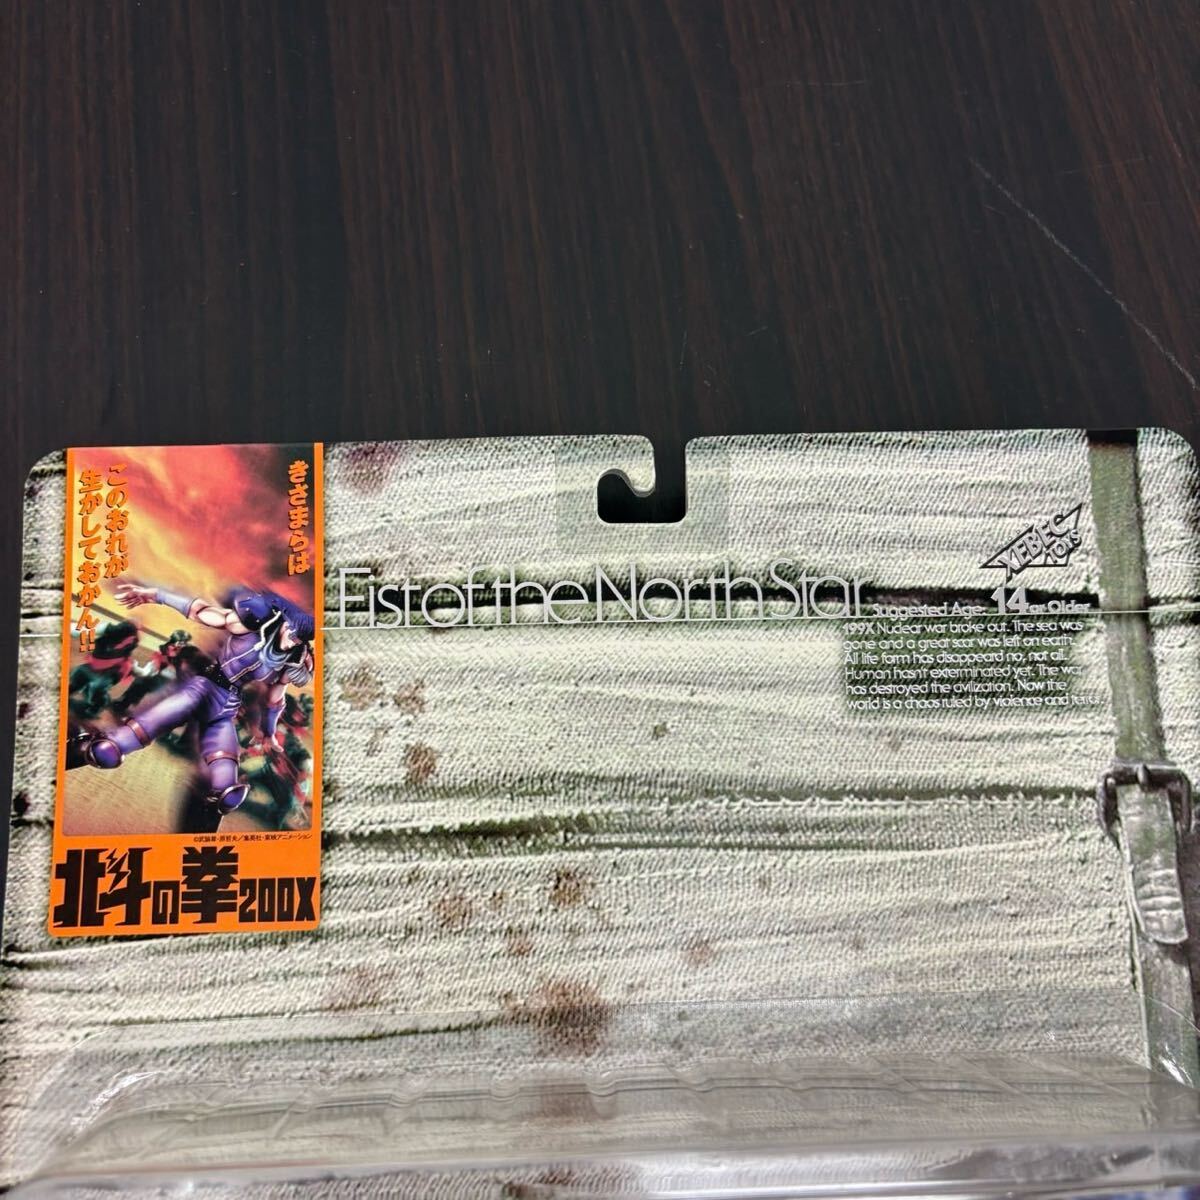 きさまらは
このおれが
生かしておかん!!
©武論尊・原哲夫/集英社・東映アニメーション
北斗の拳200X
Fist of the North Star
XEBEC
TOYS
Suggested Age: 14 or Older
199X Nuclear war broke out. The sea was
gone and a great scar was left on earth.
All life form has disappeard no, not all.
Human hasn't exterminated yet. The war
has destroyed the civilization. Now the
world is a chaos ruled by violence and terror.